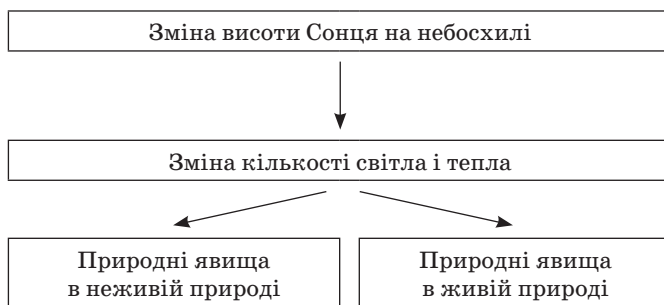 Зміна висоти Сонця на небосхилі
Зміна кількості світла і тепла
Природні явища
в неживій природі
Природні явища
в живій природі